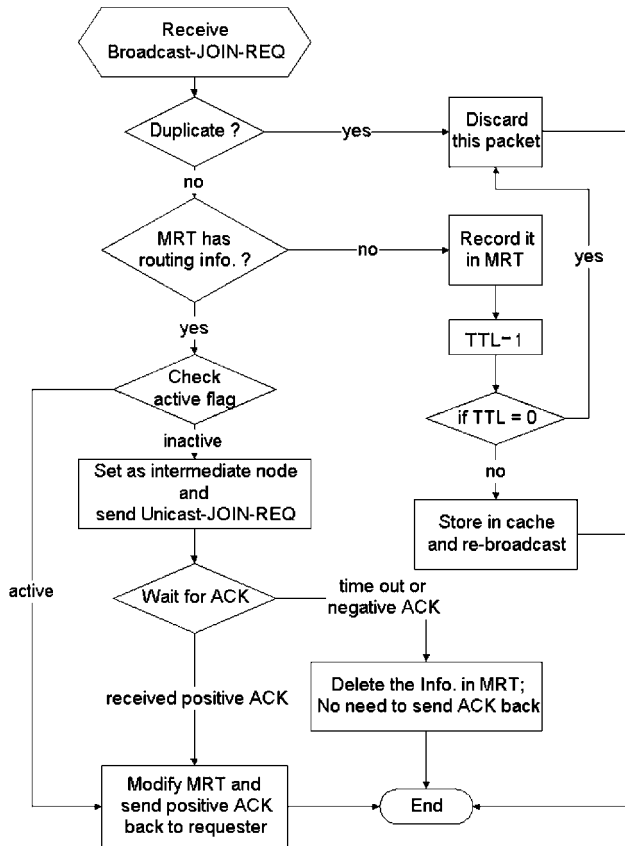 Receive
Broadcast-JOIN-REQ
Duplicate ?
yes
Discard
this packet
no
MRT has
routing info. ?
no
Record it
in MRT
yes
yes
TTL-1
Check
active flag
if TTL = 0
inactive
no
Set as intermediate node
and
send Unicast-JOIN-REQ
Store in cache
and re-broadcast
active
Wait for ACK
time out or
negative ACK
received positive ACK
Delete the Info. in MRT;
No need to send ACK back
Modify MRT and
send positive ACK
back to requester
End